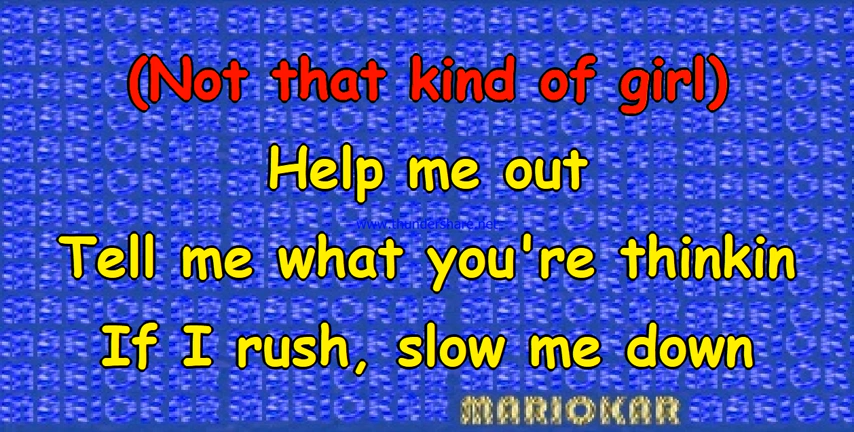 (Not that kind of girl)
Help me out
www.thundershare.net
Tell me what you're thinkin
If I rush, slow me down
MARIOKAR